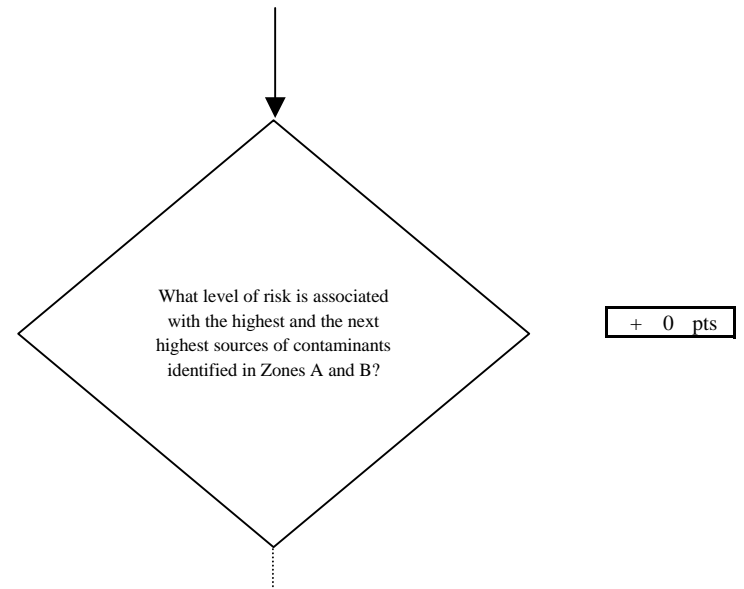 What level of risk is associated
with the highest and the next
highest sources of contaminants
identified in Zones A and B?
+ 0 pts